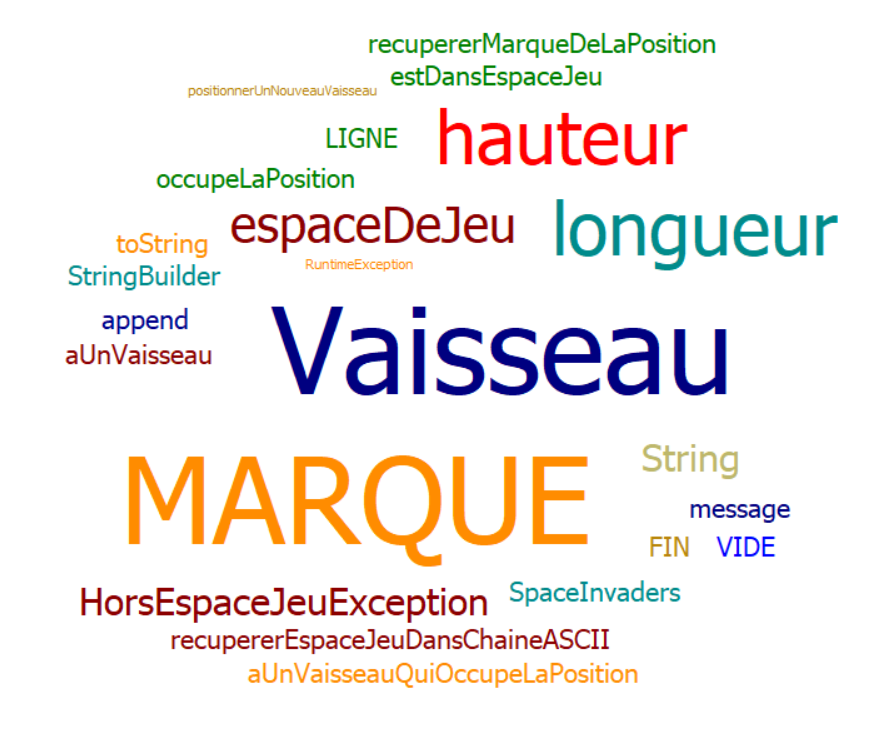 recupererMarqueDeLaPosition
estDansEspaceJeu
positionnerUnNouveauVaisseau
LIGNE
hauteur
occupeLaPosition
espaceDeJeu
longueur
toString
RuntimeException
StringBuilder
append
Vaisseau
aUnVaisseau
MARQUE
String
message
FIN VIDE
HorsEspaceJeuException
SpaceInvaders
recupererEspaceJeuDansChaineASCII
aUnVaisseauQuiOccupeLaPosition